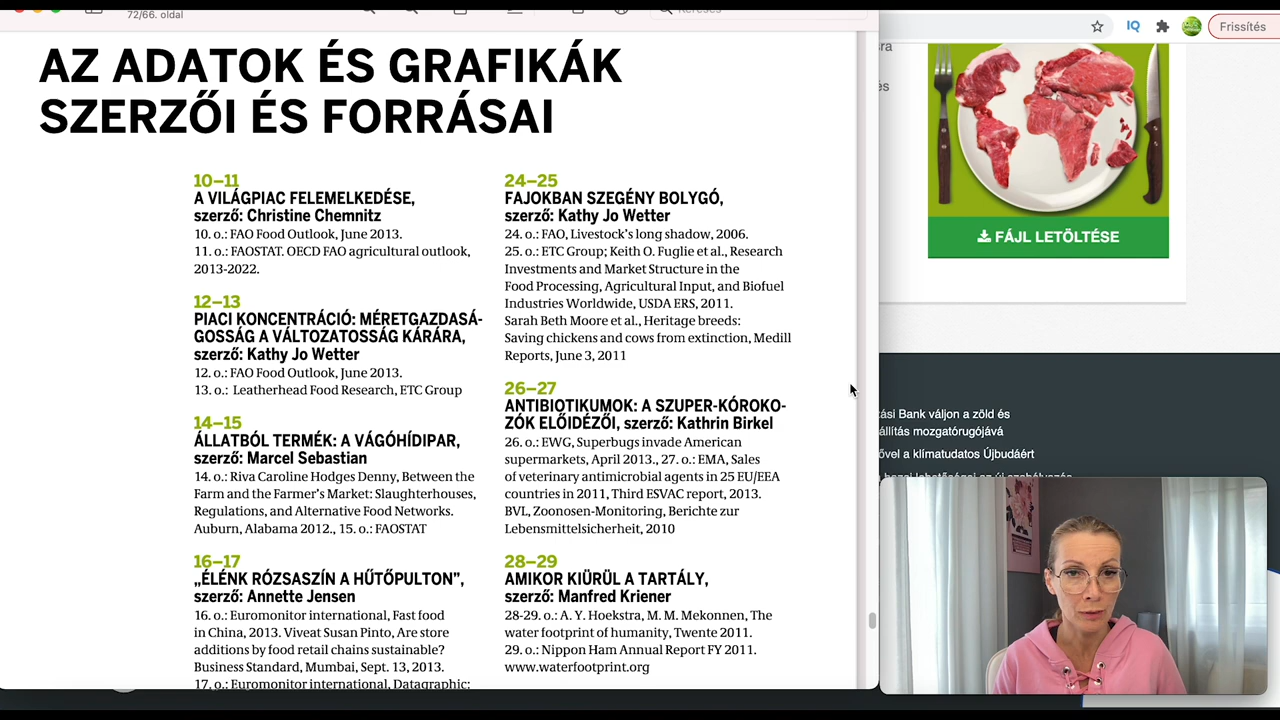 72/66. oldal
Keresés
AZ ADATOK ÉS GRAFIKÁK
SZERZŐI ÉS FORRÁSAI
10–11
A VILÁGPIAC FELEMELKEDÉSE,
szerző: Christine Chemnitz
10. o.: FAO Food Outlook, June 2013.
11. o.: FAOSTAT. OECD FAO agricultural outlook,
2013-2022.
12–13
PIACI KONCENTRÁCIÓ: MÉRETGAZDASÁ-
GOSSÁG A VÁLTOZATOSSÁG KÁRÁRA,
szerző: Kathy Jo Wetter
12. o.: FAO Food Outlook, June 2013.
13. o.: Leatherhead Food Research, ETC Group
14–15
ÁLLATBÓL TERMÉK: A VÁGÓHÍDIPAR,
szerző: Marcel Sebastian
14. o.: Riva Caroline Hodges Denny, Between the
Farm and the Farmer's Market: Slaughterhouses,
Regulations, and Alternative Food Networks.
Auburn, Alabama 2012., 15. o.: FAOSTAT
16–17
„ÉLÉNK RÓZSASZÍN A HŰTŐPULTON”,
szerző: Annette Jensen
16. o.: Euromonitor international, Fast food
in China, 2013. Viveat Susan Pinto, Are store
additions by food retail chains sustainable?
Business Standard, Mumbai, Sept. 13, 2013.
17. o.: Euromonitor international, Datagraphic:
24–25
FAJOKBAN SZEGÉNY BOLYGÓ,
szerző: Kathy Jo Wetter
24. o.: FAO, Livestock's long shadow, 2006.
25. o.: ETC Group; Keith O. Fuglie et al., Research
Investments and Market Structure in the
Food Processing, Agricultural Input, and Biofuel
Industries Worldwide, USDA ERS, 2011.
Sarah Beth Moore et al., Heritage breeds:
Saving chickens and cows from extinction, Medill
Reports, June 3, 2011
26–27
ANTIBIOTIKUMOK: A SZUPER-KÓROKO-
ZÓK ELŐIDÉZŐI, szerző: Kathrin Birkel
26. o.: EWG, Superbugs invade American
supermarkets, April 2013., 27. o.: EMA, Sales
of veterinary antimicrobial agents in 25 EU/EEA
countries in 2011, Third ESVAC report, 2013.
BVL, Zoonosen-Monitoring, Berichte zur
Lebensmittelsicherheit, 2010
28–29
AMIKOR KIÜRÜL A TARTÁLY,
szerző: Manfred Kriener
28-29. o.: A. Y. Hoekstra, M. M. Mekonnen, The
water footprint of humanity, Twente 2011.
29. o.: Nippon Ham Annual Report FY 2011.
www.waterfootprint.org
IQ
Frissítés
sra
és
FÁJL LETÖLTÉSE
tási Bank váljon a zöld és
állítás mozgatórugójává
ővel a klímatudatos Újbudáért